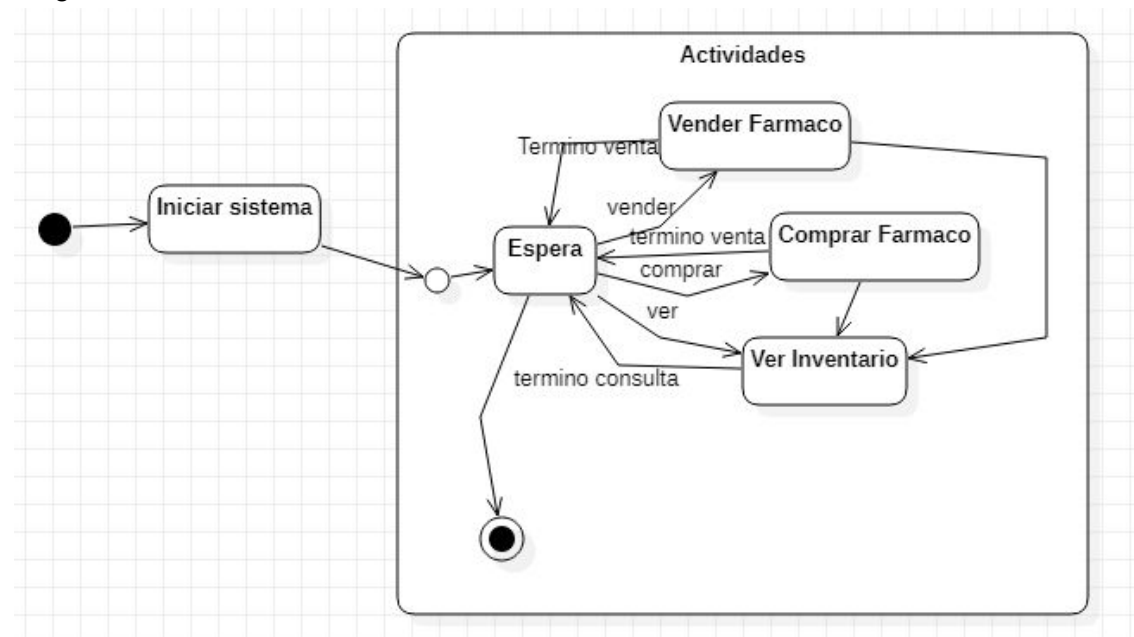 Actividades
Vender Farmaco
Termino venta
Iniciar sistema
vender
Espera
termino venta
Comprar Farmaco
comprar
ver
Ver Inventario
termino consulta